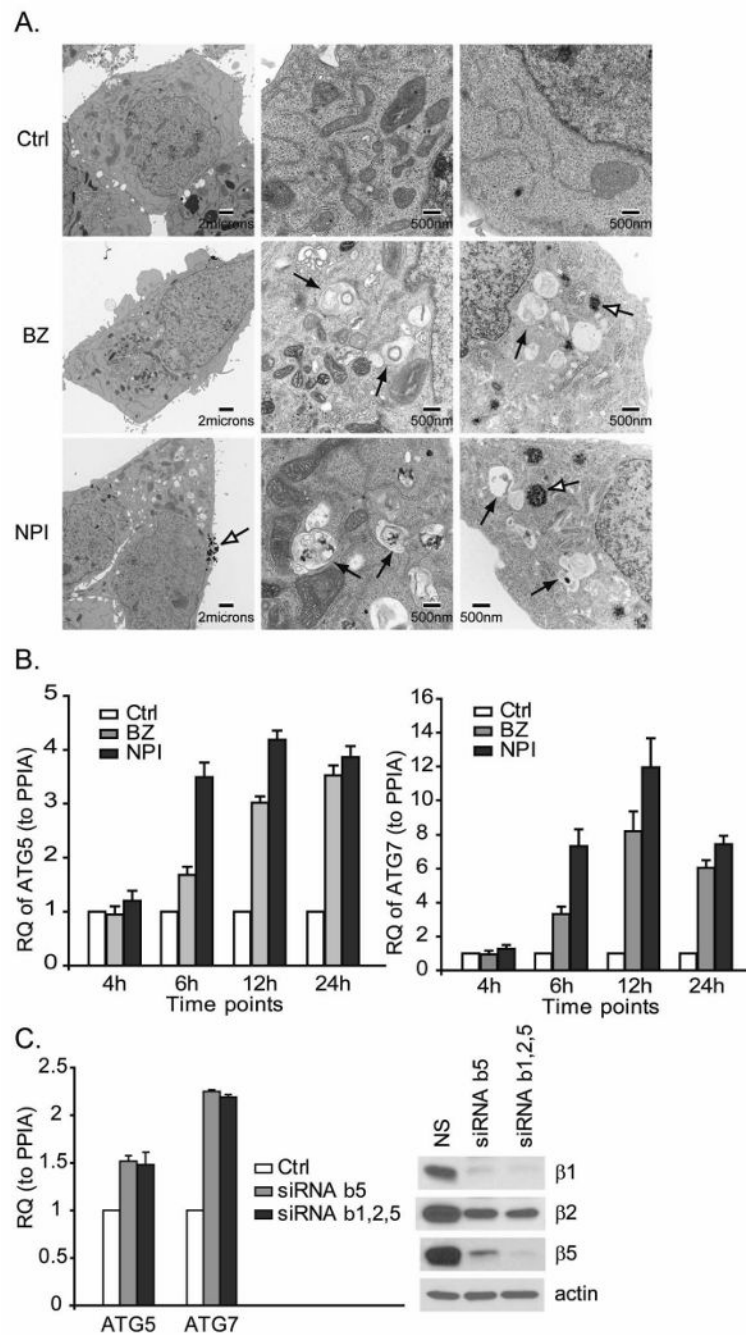 A.
Ctrl
2microns
500nm
500nm
BZ
2microns
500nm
500nm
NPI
2microns
500nm
500nm
B.
RQ of ATG5 (to PPIA)
5
4
3
2
1
0
Ctrl
BZ
NPI
4h 6h 12h 24h
Time points
RQ of ATG7 (to PPIA)
16
14
12
10
8
6
4
2
0
Ctrl
BZ
NPI
4h 6h 12h 24h
Time points
C.
RQ (to PPIA)
2.5
2
1.5
1
0.5
0
Ctrl
siRNA b5
siRNA b1,2,5
ATG5 ATG7
NS
siRNA b5
siRNA b1,2,5
β1
β2
β5
actin